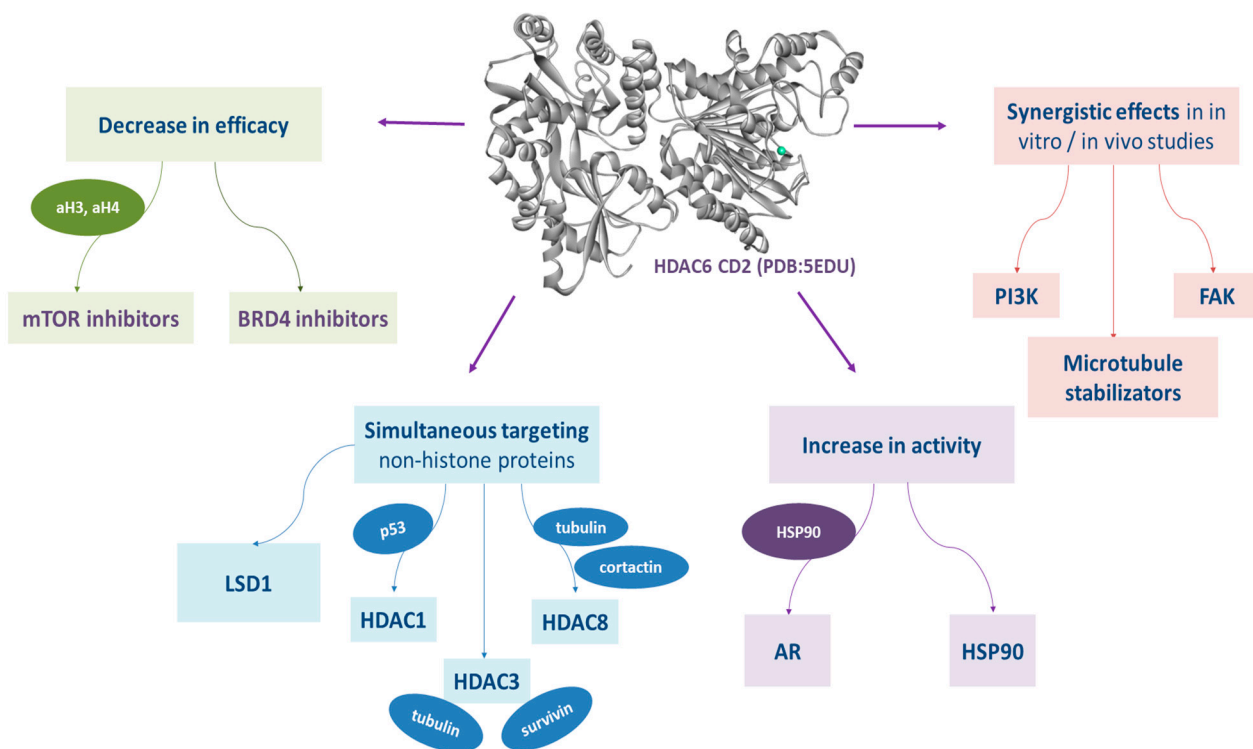 Decrease in efficacy
aH3, aH4
mTOR inhibitors
BRD4 inhibitors
HDAC6 CD2 (PDB:5EDU)
Synergistic effects in in
vitro / in vivo studies
PI3K
FAK
Microtubule
stabilizators
Simultaneous targeting
non-histone proteins
p53
tubulin
cortactin
LSD1
HDAC1
HDAC8
HDAC3
tubulin
survivin
Increase in activity
HSP90
AR
HSP90